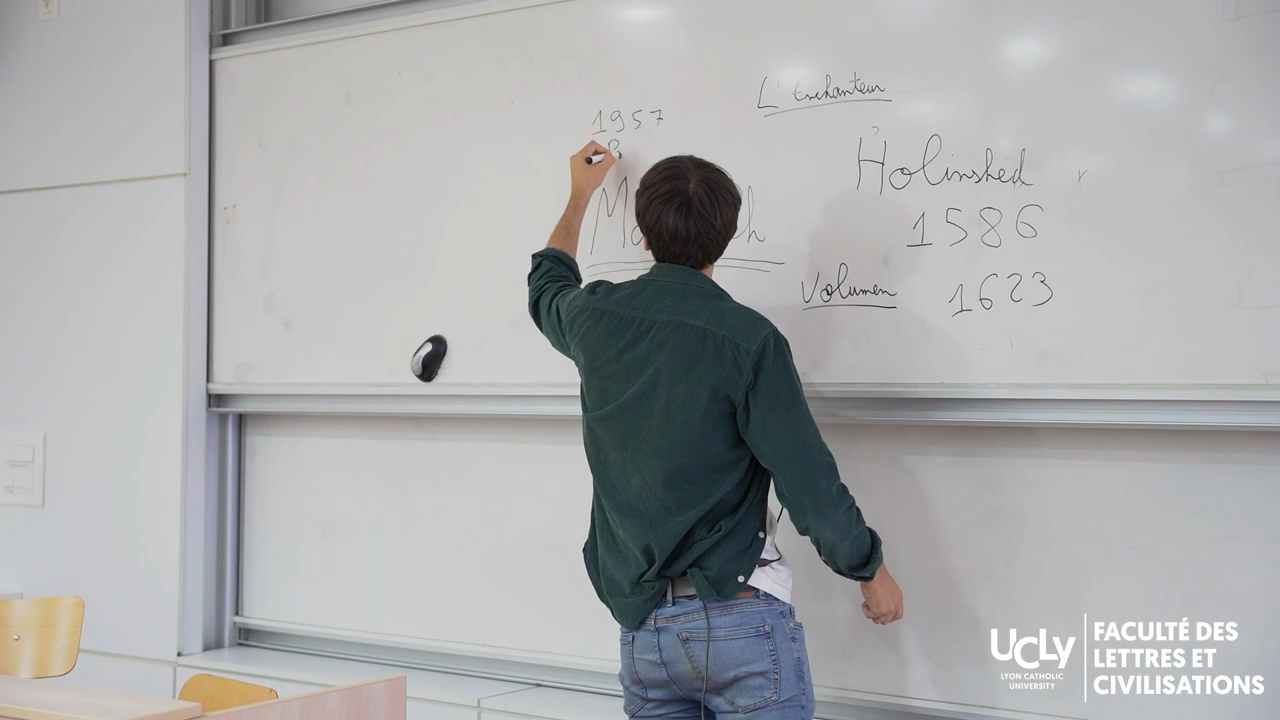 L'Enchanteur
1957
Holinshed
1586
Volumen 1623
UCLy
LYON CATHOLIC
UNIVERSITY
FACULTÉ DES
LETTRES ET
CIVILISATIONS